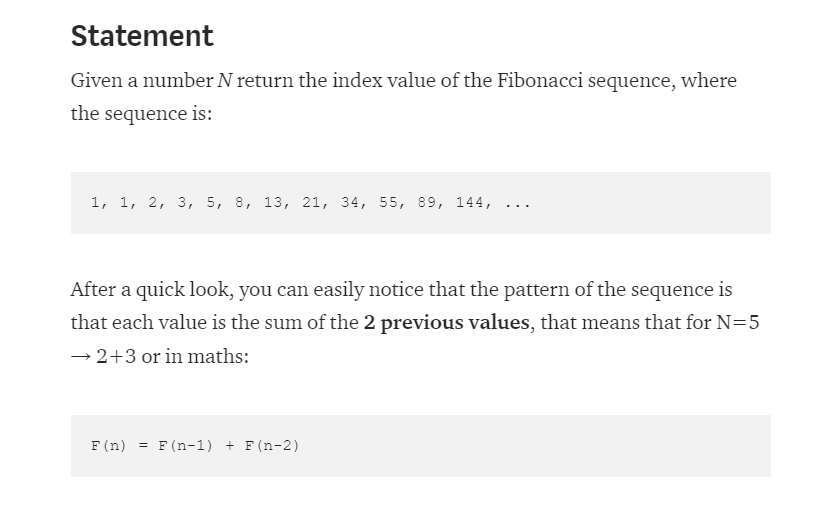 Statement
Given a number N return the index value of the Fibonacci sequence, where
the sequence is:
1, 1, 2, 3, 5, 8, 13, 21, 34, 55, 89, 144, ...
After a quick look, you can easily notice that the pattern of the sequence is
that each value is the sum of the 2 previous values, that means that for N=5
→ 2+3 or in maths:
F(n) = F(n-1) + F(n-2)